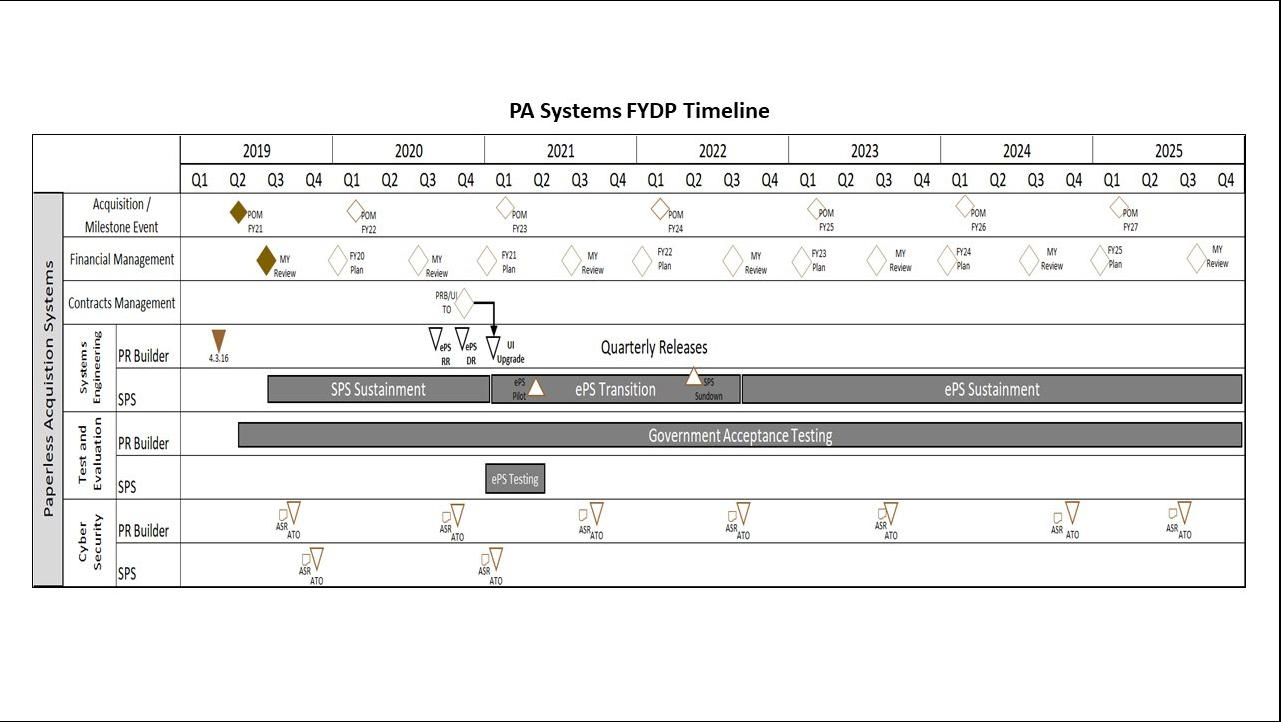 PA Systems FYDP Timeline
2019 2020 2021 2022 2023 2024 2025
Q1 Q2 Q3 Q4 Q1 Q2 Q3 Q4 Q1 Q2 Q3 Q4 Q1 Q2 Q3 Q4 Q1 Q2 Q3 Q4 Q1 Q2 Q3 Q4 Q1 Q2 Q3 Q4
Paperless Acquistion Systems
Acquisition /
Milestone Event
POM
FY21
POM
FY22
POM
FY23
POM
FY24
POM
FY25
POM
FY26
POM
FY27
Financial Management
MY
Review
FY20
Plan
MY
Review
FY21
Plan
MY
Review
FY22
Plan
MY
Review
FY23
Plan
MY
Review
FY24
Plan
MY
Review
FY25
Plan
MY
Review
Contracts Management
PRB/UI
TO
Systems
Engineering
PR Builder
4.3.16
ePS
RR
ePS
DR
UI
Upgrade
Quarterly Releases
SPS
SPS Sustainment
ePS
Pilot
ePS Transition
SPS
Sundown
ePS Sustainment
Test and
Evaluation
PR Builder
Government Acceptance Testing
SPS
ePS Testing
Cyber
Security
PR Builder
ASR
ATO
ASR
ATO
ASR
ATO
ASR
ATO
ASR
ATO
ASR
ATO
ASR
ATO
SPS
ASR
ATO
ASR
ATO